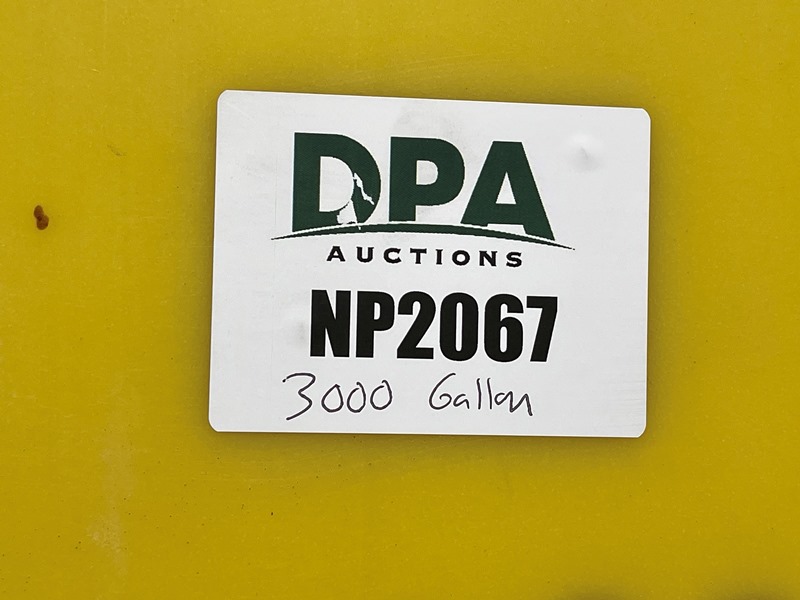 DPA
AUCTIONS
NP2067
3000 Gallon